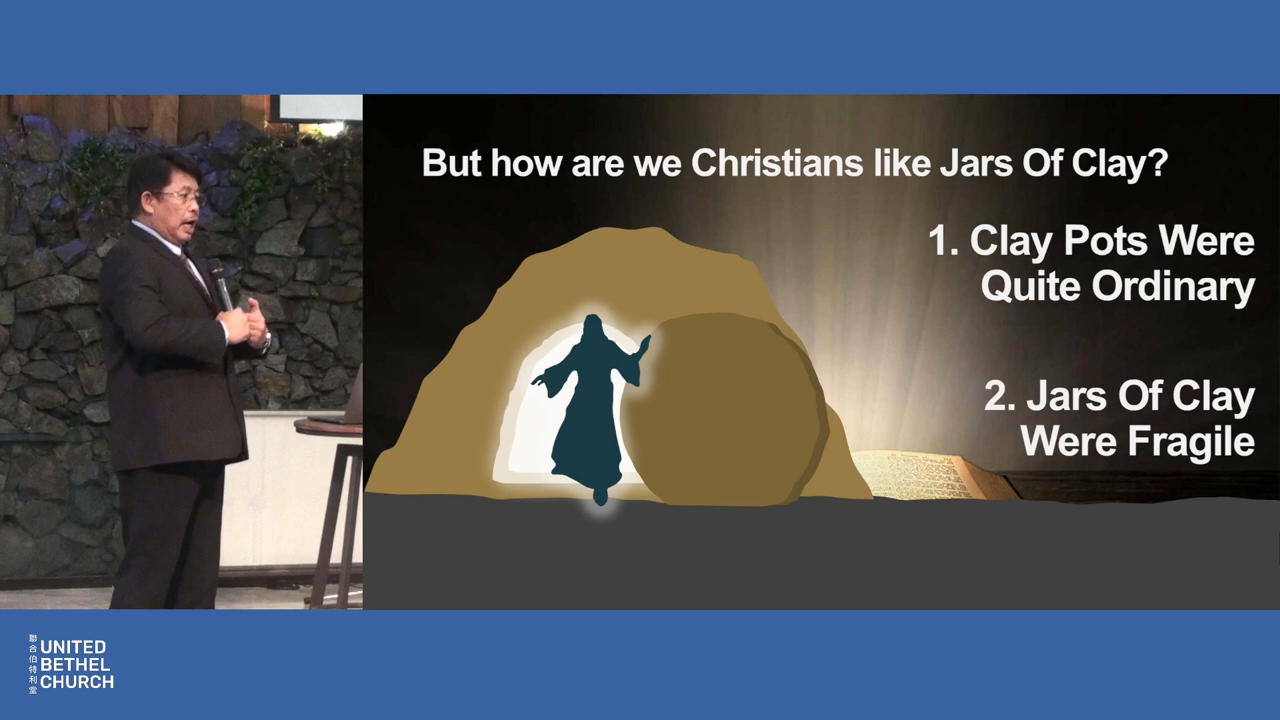 But how are we Christians like Jars Of Clay?
1. Clay Pots Were
Quite Ordinary
2. Jars Of Clay
Were Fragile
聯合伯特利堂
UNITED
BETHEL
CHURCH